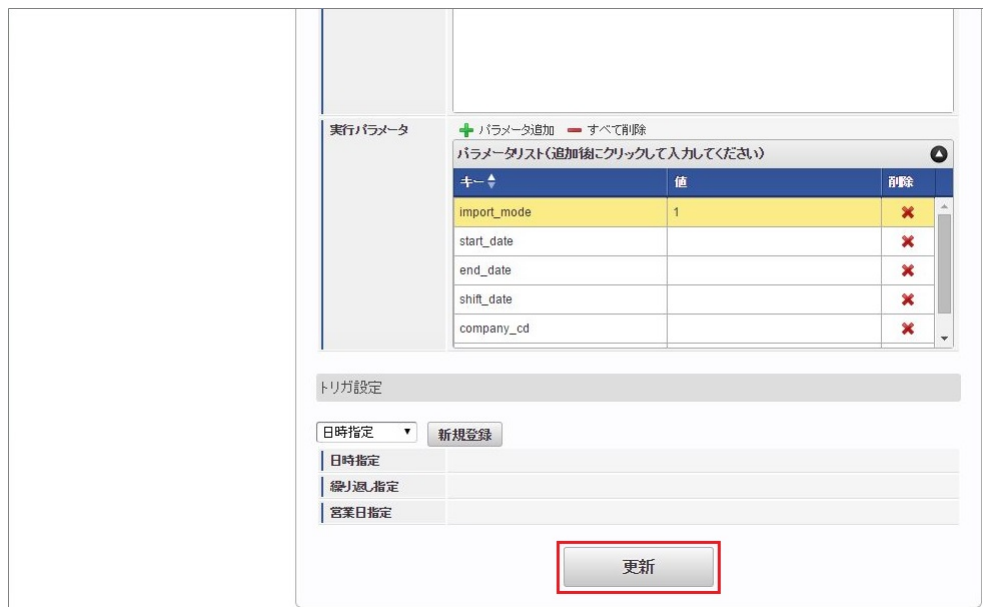 実行パラメータ
パラメータ追加 すべて削除
パラメータリスト(追加後にクリックして入力してください)
キー 値 削除
import_mode 1
start_date
end_date
shift_date
company_cd
トリガ設定
日時指定 新規登録
日時指定
繰り返し指定
営業日指定
更新